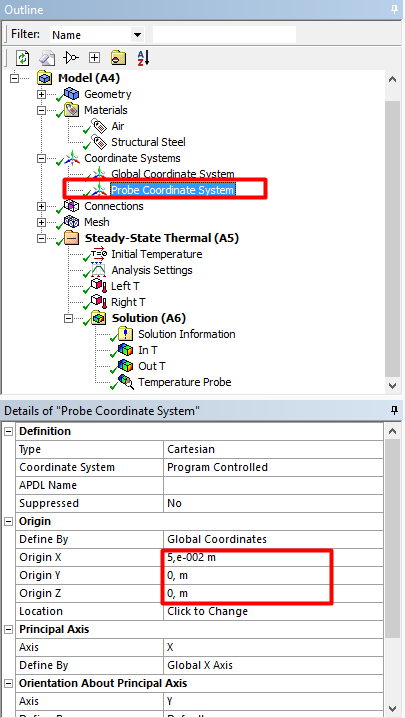 Outline
Filter: Name
Model (A4)
Geometry
Materials
Air
Structural Steel
Coordinate Systems
Global Coordinate System
Probe Coordinate System
Connections
Mesh
Steady-State Thermal (A5)
Initial Temperature
Analysis Settings
Left T
Right T
Solution (A6)
Solution Information
In T
Out T
Temperature Probe
Details of "Probe Coordinate System"
Definition
Type Cartesian
Coordinate System Program Controlled
APDL Name
Suppressed No
Origin
Define By Global Coordinates
Origin X 5,e-002 m
Origin Y 0, m
Origin Z 0, m
Location Click to Change
Principal Axis
Axis X
Define By Global X Axis
Orientation About Principal Axis
Axis Y